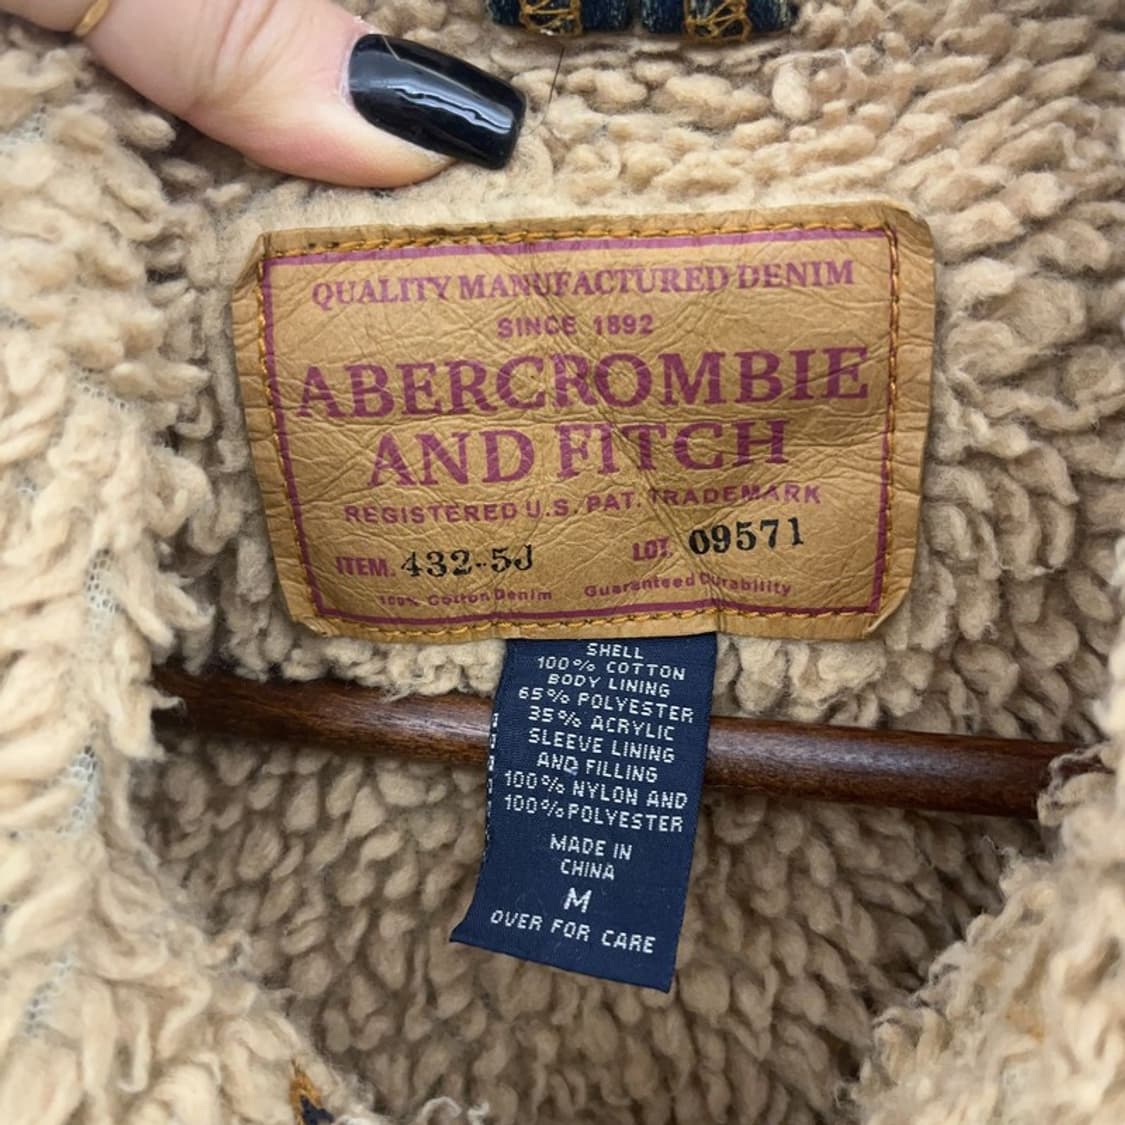 QUALITY MANUFACTURED DENIM
SINCE 1892
ABERCROMBIE
AND FITCH
REGISTERED U.S. PAT. TRADEMARK
ITEM. 432-5J LOT. 09571
100% Cotton Denim Guaranteed Durability
SHELL
100% COTTON
BODY LINING
65% POLYESTER
35% ACRYLIC
SLEEVE LINING
AND FILLING
100% NYLON AND
100% POLYESTER
MADE IN
CHINA
M
OVER FOR CARE